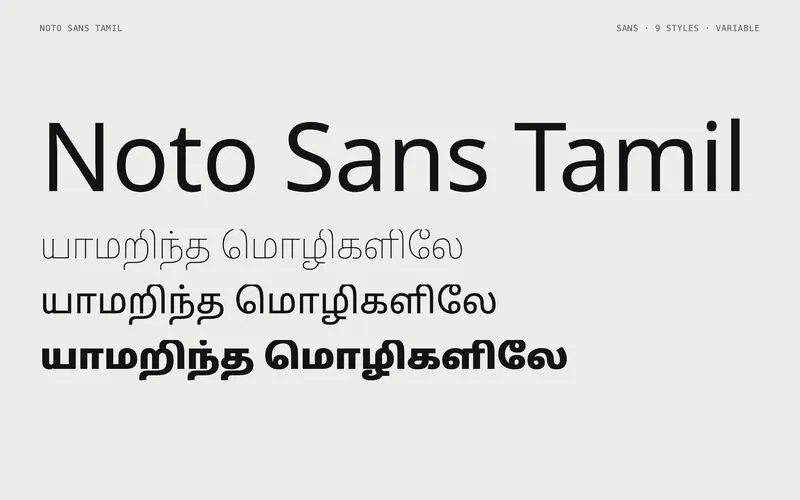 NOTO SANS TAMIL
SANS · 9 STYLES · VARIABLE
Noto Sans Tamil
யாமறிந்த மொழிகளிலே
யாமறிந்த மொழிகளிலே
யாமறிந்த மொழிகளிலே